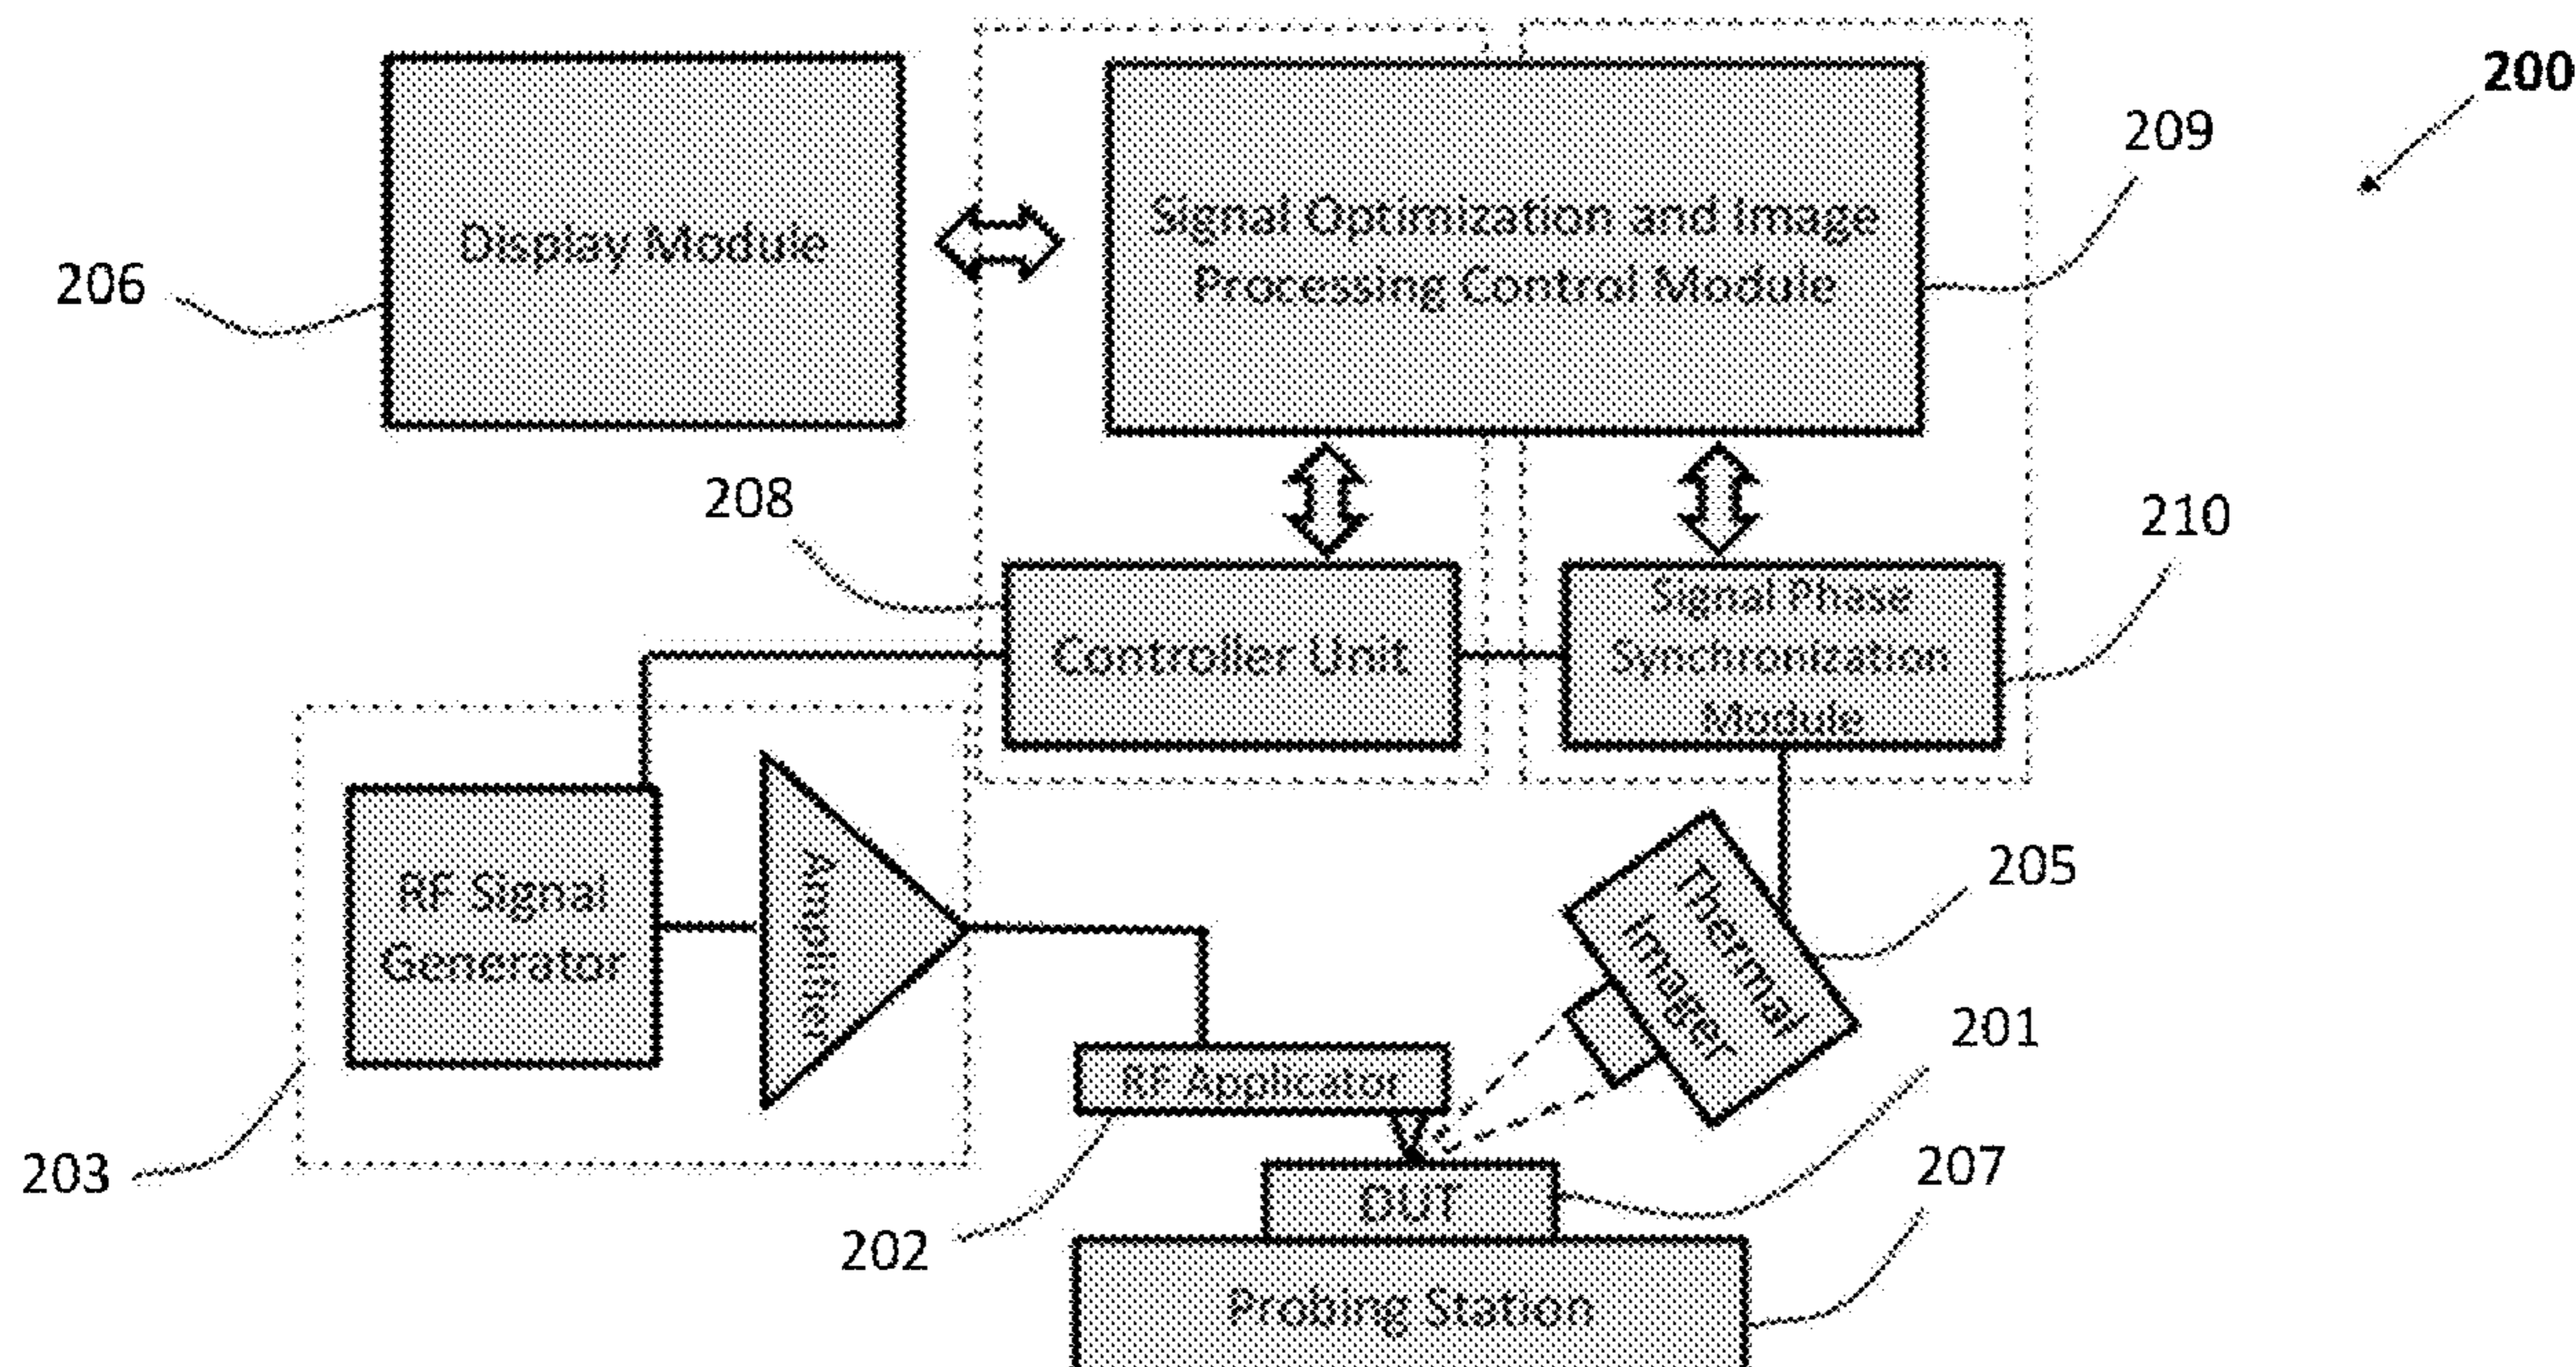 200
209
Display Module
Signal Optimization and Image
Processing Control Module
206
208
210
Controller Unit
Signal Phase
Synchronization
Module
RF Signal
Generator
Amplifier
Thermal
Imager
205
201
RF Applicator
203
202
DUT
207
Probing Station